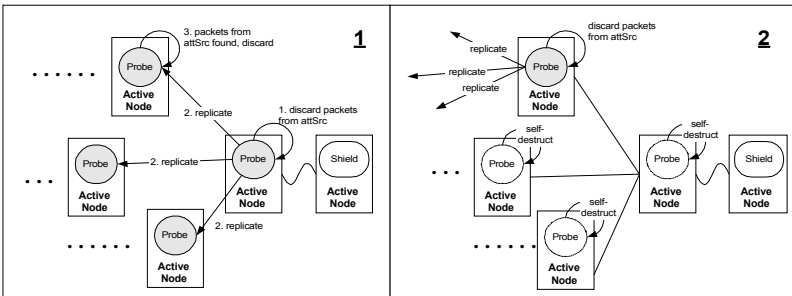 3. packets from
attSrc found, discard
1
Probe
Active
Node
2. replicate
1. discard packets
from attSrc
Probe
2. replicate
Probe
Shield
Active
Node
Active
Node
Active
Node
2. replicate
Probe
Active
Node
discard packets
from attSrc
2
replicate
replicate
replicate
Probe
Active
Node
self-
destruct
self-
destruct
Probe
Probe
Shield
Active
Node
Active
Node
Active
Node
self-
destruct
Probe
Active
Node